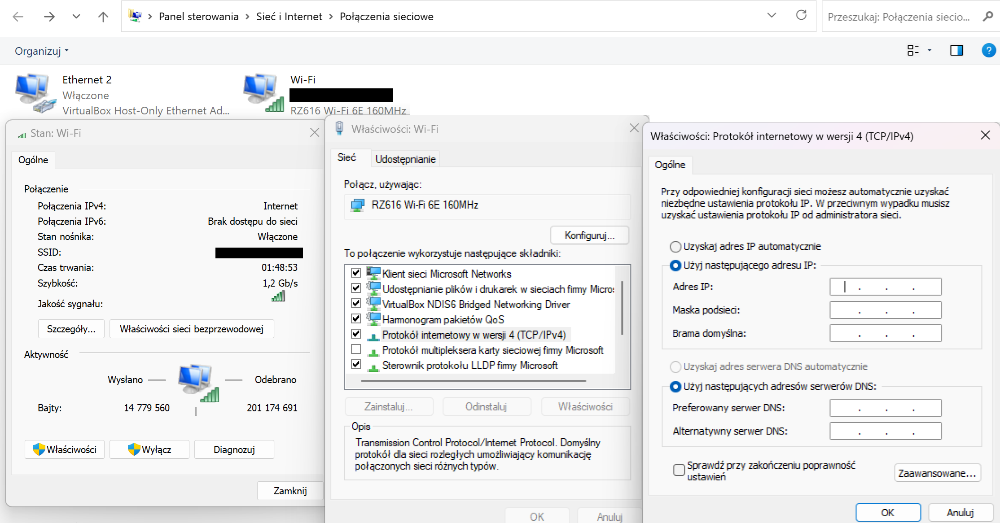 Panel sterowania > Sieć i Internet > Połączenia sieciowe
Przeszukaj: Połączenia siecio...
Organizuj
?
Ethernet 2
Włączone
VirtualBox Host-Only Ethernet Ad...
Wi-Fi
RZ616 Wi-Fi 6E 160MHz
Stan: Wi-Fi
Ogólne
Połączenie
Połączenia IPv4: Internet
Połączenia IPv6: Brak dostępu do sieci
Stan nośnika: Włączone
SSID:
Czas trwania: 01:48:53
Szybkość: 1,2 Gb/s
Jakość sygnału:
Szczegóły... Właściwości sieci bezprzewodowej
Aktywność
Wysłano Odebrano
Bajty: 14 779 560 201 174 691
Właściwości Wyłącz Diagnozuj
Zamknij
Właściwości: Wi-Fi
Sieć Udostępnianie
Połącz, używając:
RZ616 Wi-Fi 6E 160MHz
Konfiguruj...
To połączenie wykorzystuje następujące składniki:
Klient sieci Microsoft Networks
Udostępnianie plików i drukarek w sieciach firmy Micros
VirtualBox NDIS6 Bridged Networking Driver
Harmonogram pakietów QoS
Protokół internetowy w wersji 4 (TCP/IPv4)
Protokół multipleksera karty sieciowej firmy Microsoft
Sterownik protokołu LLDP firmy Microsoft
Zainstaluj... Odinstaluj Właściwości
Opis
Transmission Control Protocol/Internet Protocol. Domyślny
protokół dla sieci rozległych umożliwiający komunikację
połączonych sieci różnych typów.
OK Anuluj
Właściwości: Protokół internetowy w wersji 4 (TCP/IPv4)
Ogólne
Przy odpowiedniej konfiguracji sieci możesz automatycznie uzyskać
niezbędne ustawienia protokołu IP. W przeciwnym wypadku musisz
uzyskać ustawienia protokołu IP od administratora sieci.
Uzyskaj adres IP automatycznie
Użyj następującego adresu IP:
Adres IP: . . .
Maska podsieci: . . .
Brama domyślna: . . .
Uzyskaj adres serwera DNS automatycznie
Użyj następujących adresów serwerów DNS:
Preferowany serwer DNS: . . .
Alternatywny serwer DNS: . . .
Sprawdź przy zakończeniu poprawność
ustawień
Zaawansowane...
OK Anuluj